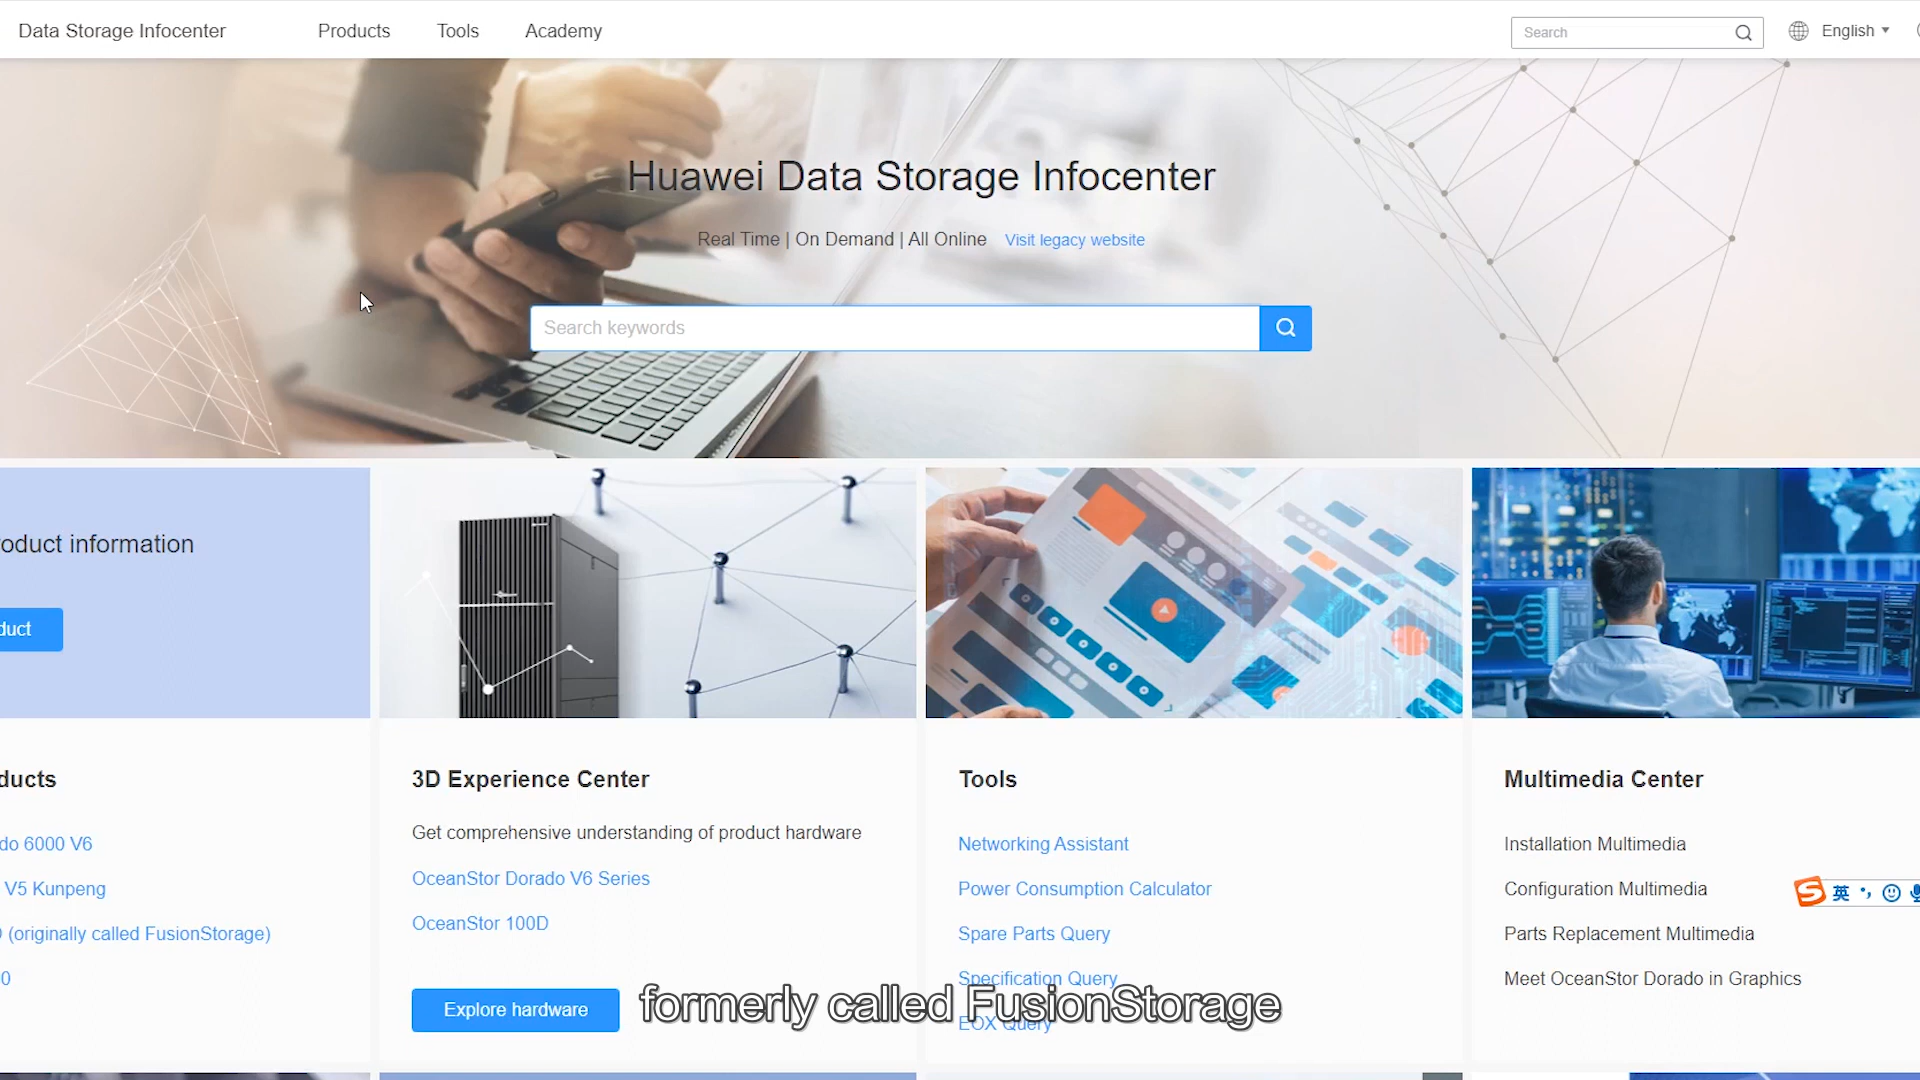 Data Storage Infocenter
Products
Tools
Academy
Search
English
Huawei Data Storage Infocenter
Real Time | On Demand | All Online
Visit legacy website
Search keywords
oduct information
duct
ducts
do 6000 V6
V5 Kunpeng
(originally called FusionStorage)
0
3D Experience Center
Get comprehensive understanding of product hardware
OceanStor Dorado V6 Series
OceanStor 100D
Explore hardware
Tools
Networking Assistant
Power Consumption Calculator
Spare Parts Query
Specification Query
EOX Query
Multimedia Center
Installation Multimedia
Configuration Multimedia
Parts Replacement Multimedia
Meet OceanStor Dorado in Graphics
S 英
formerly called FusionStorage